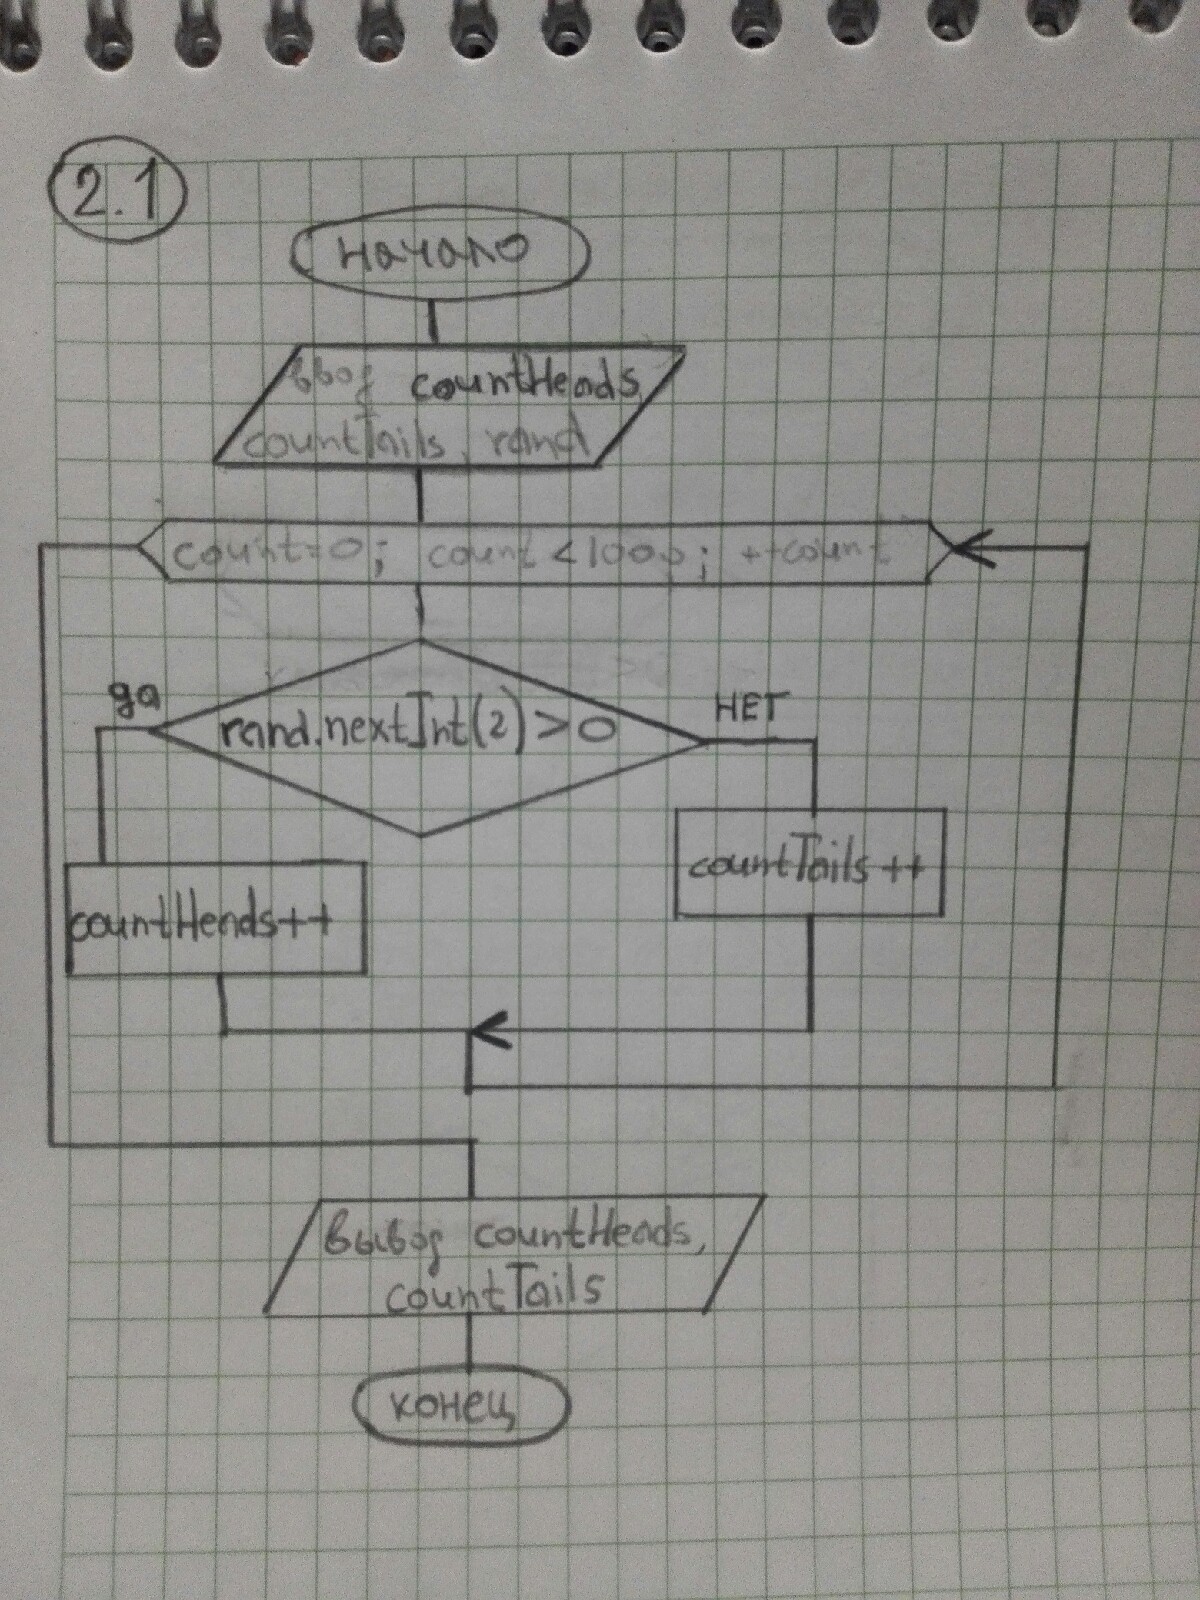 2.1
начало
ввод countHeads,
countTails, rand
count=0; count<1000; ++count
да
rand.nextInt(2)>0
НЕТ
countTails++
countHeads++
вывод countHeads,
countTails
конец